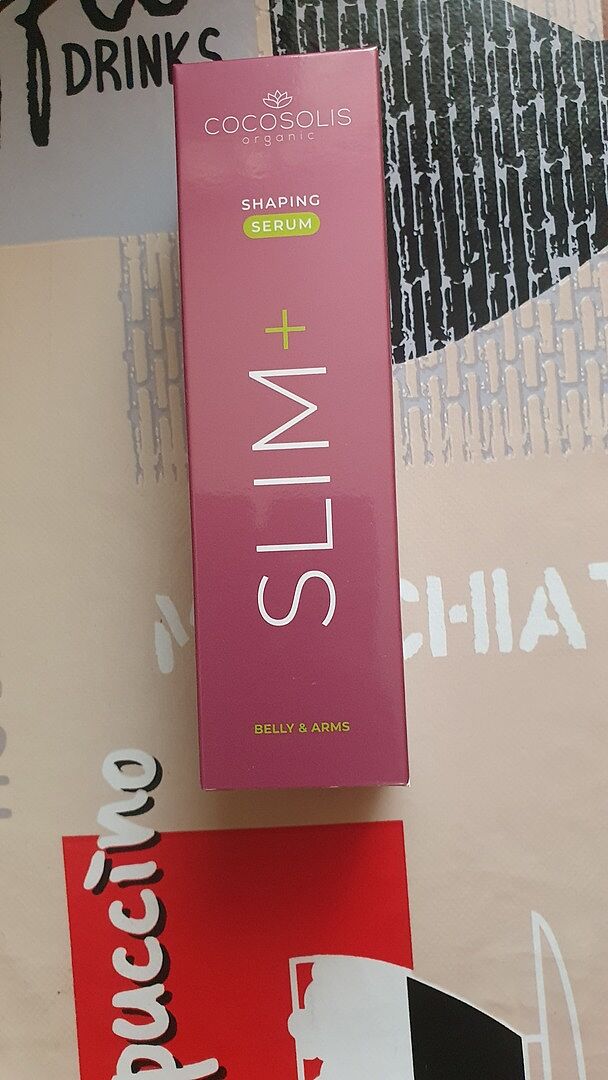 DRINKS
COCOSOLIS
organic
SHAPING
SERUM
SLIM+
BELLY & ARMS
CHIAT
puccino